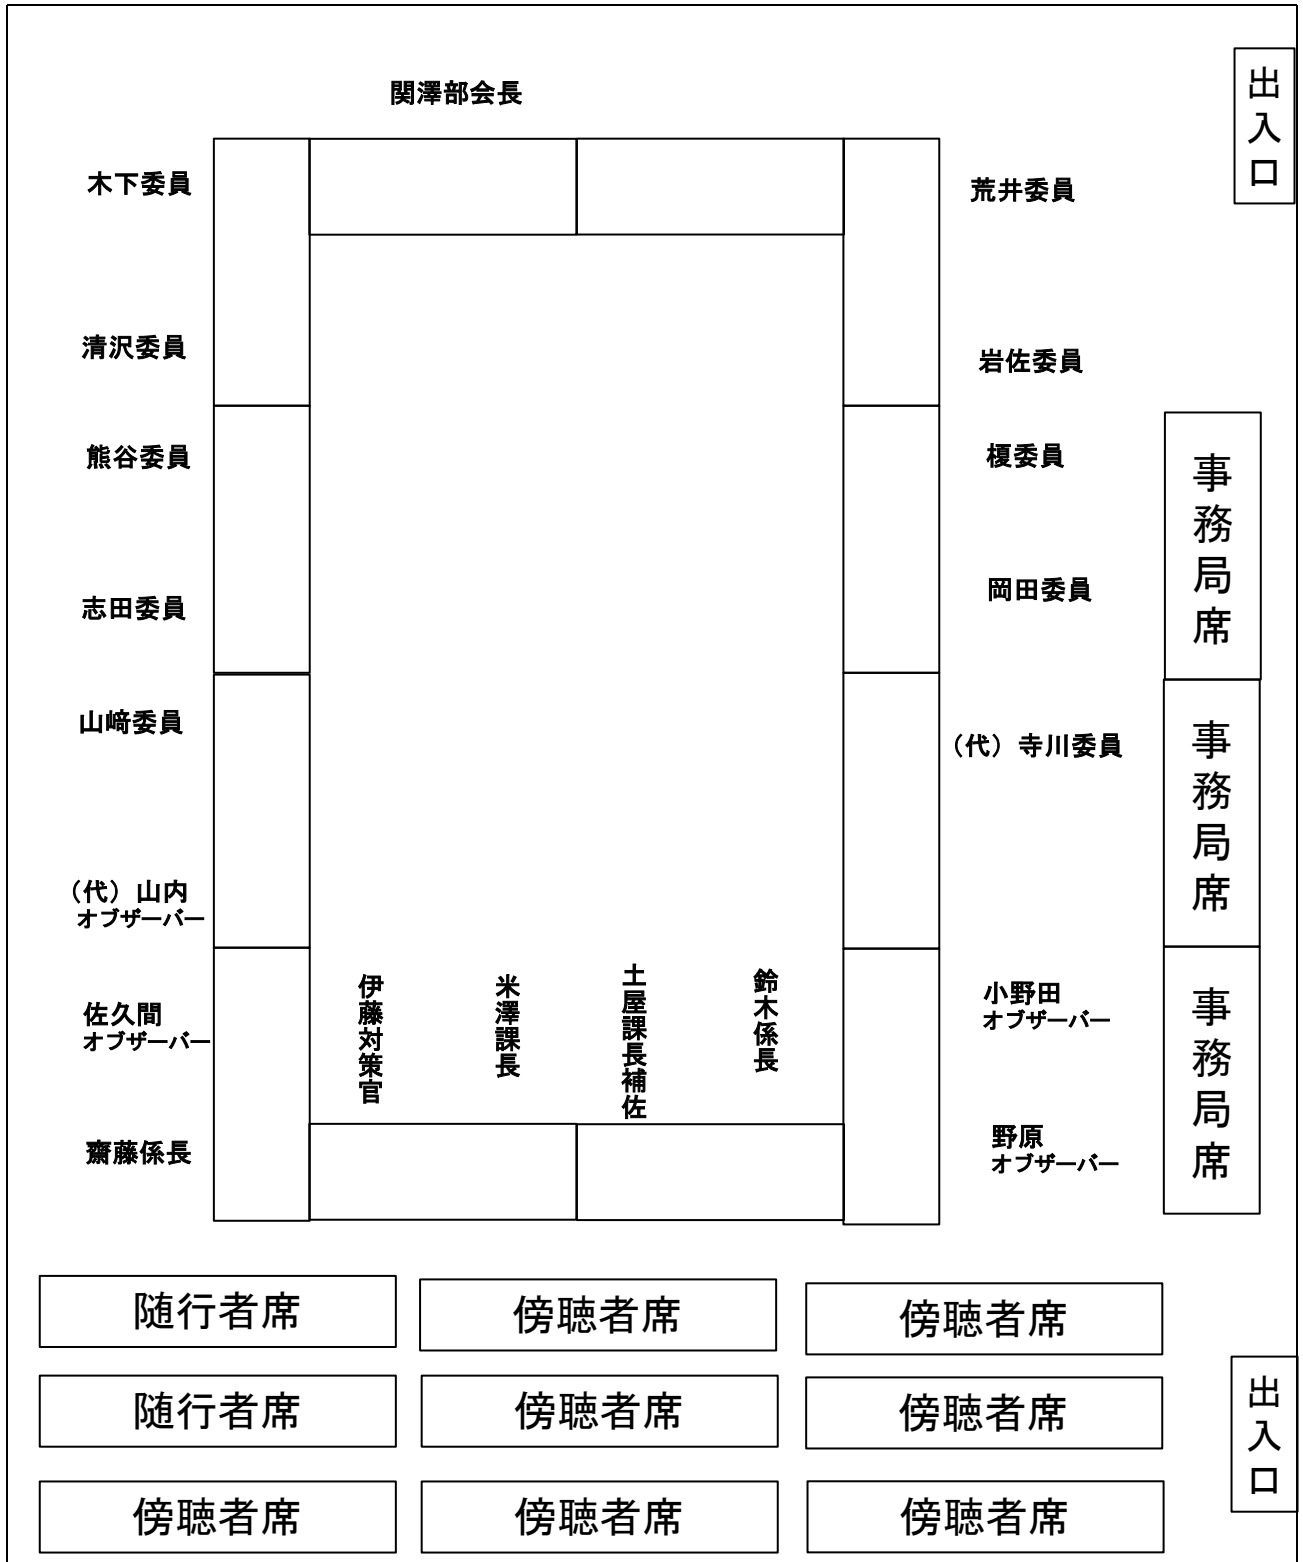 関澤部会長
出入口
木下委員
荒井委員
清沢委員
岩佐委員
熊谷委員
榎委員
事務局席
志田委員
岡田委員
山﨑委員
（代）寺川委員
事務局席
（代）山内
オブザーバー
佐久間
オブザーバー
伊藤対策官
米澤課長
土屋課長補佐
鈴木係長
小野田
オブザーバー
事務局席
齋藤係長
野原
オブザーバー
随行者席
傍聴者席
傍聴者席
随行者席
傍聴者席
傍聴者席
出入口
傍聴者席
傍聴者席
傍聴者席